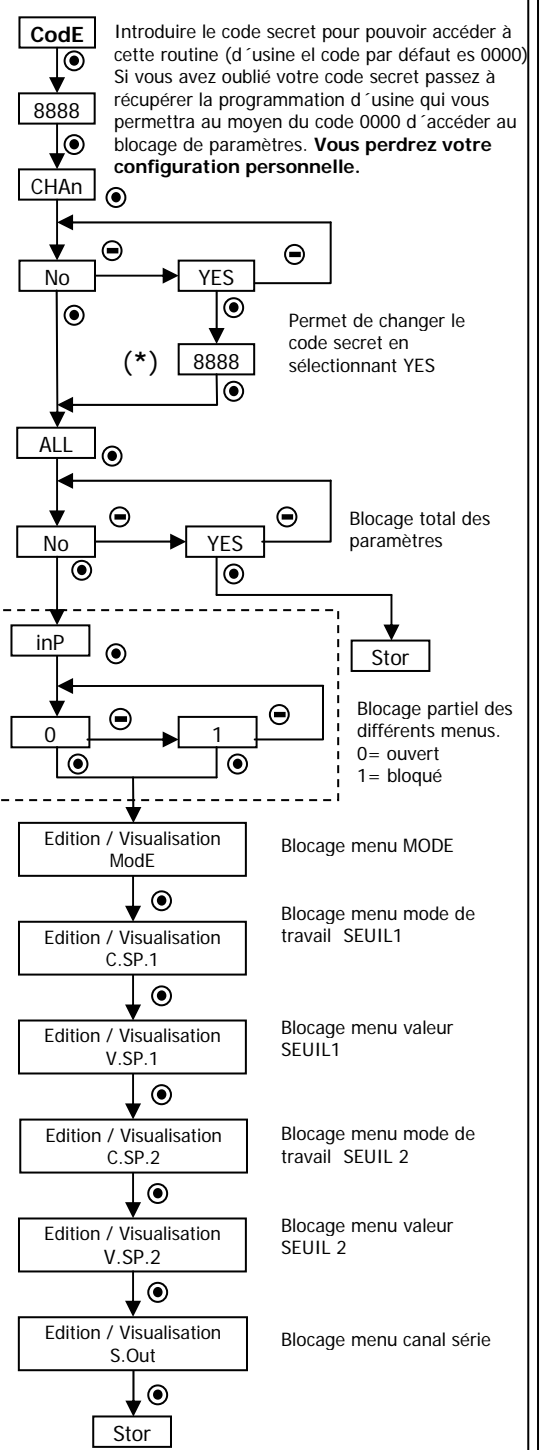 CodE
Introduire le code secret pour pouvoir accéder à
cette routine (d´usine el code par défaut es 0000)
Si vous avez oublié votre code secret passez à
récupérer la programmation d´usine qui vous
permettra au moyen du code 0000 d´accéder au
blocage de paramètres. Vous perdrez votre
configuration personnelle.
8888
CHAn
No
YES
Permet de changer le
code secret en
sélectionnant YES
(*)
8888
ALL
No
YES
Blocage total des
paramètres
inP
Stor
0
1
Blocage partiel des
différents menus.
0= ouvert
1= bloqué
Edition / Visualisation
ModE
Blocage menu MODE
Edition / Visualisation
C.SP.1
Blocage menu mode de
travail SEUIL1
Edition / Visualisation
V.SP.1
Blocage menu valeur
SEUIL1
Edition / Visualisation
C.SP.2
Blocage menu mode de
travail SEUIL 2
Edition / Visualisation
V.SP.2
Blocage menu valeur
SEUIL 2
Edition / Visualisation
S.Out
Blocage menu canal série
Stor